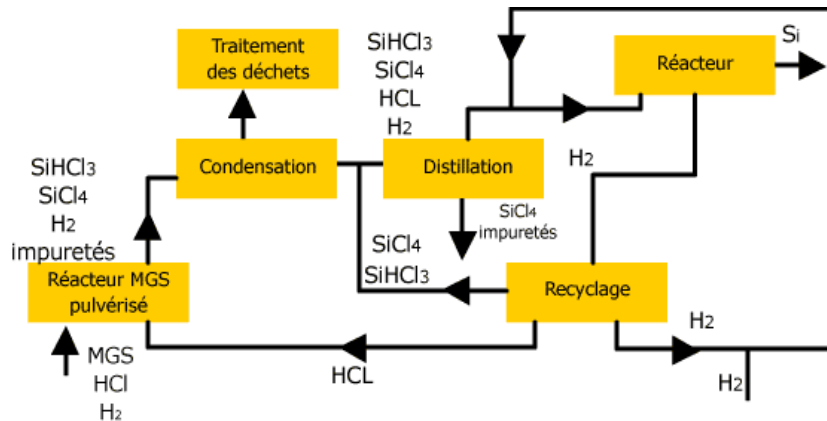 Traitement
des déchets
SiHCl3
SiCl4
HCL
H2
Réacteur
Si
Condensation
Distillation
H2
SiHCl3
SiCl4
H2
impuretés
SiCl4
impuretés
SiCl4
SiHCl3
Réacteur MGS
pulvérisé
Recyclage
H2
HCL
H2
MGS
HCl
H2